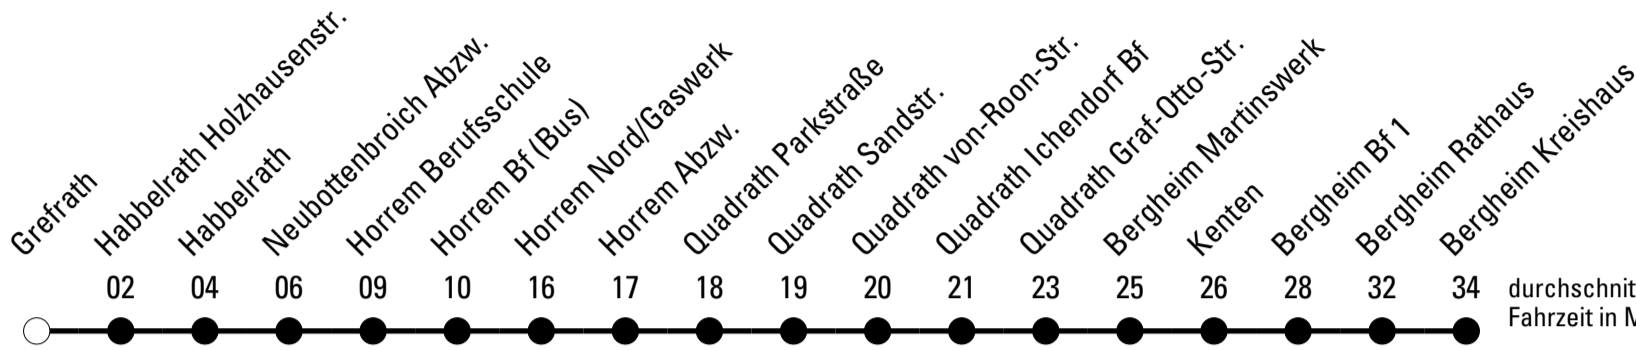 Grefrath
Habbelrath Holzhausenstr.
Habbelrath
Neubottenbroich Abzw.
Horrem Berufsschule
Horrem Bf (Bus)
Horrem Nord/Gaswerk
Horrem Abzw.
Quadrath Parkstraße
Quadrath Sandstr.
Quadrath von-Roon-Str.
Quadrath Ichendorf Bf
Quadrath Graf-Otto-Str.
Bergheim Martinswerk
Kenten
Bergheim Bf 1
Bergheim Rathaus
Bergheim Kreishaus
02 04 06 09 10 16 17 18 19 20 21 23 25 26 28 32 34
durchschnit
Fahrzeit in M